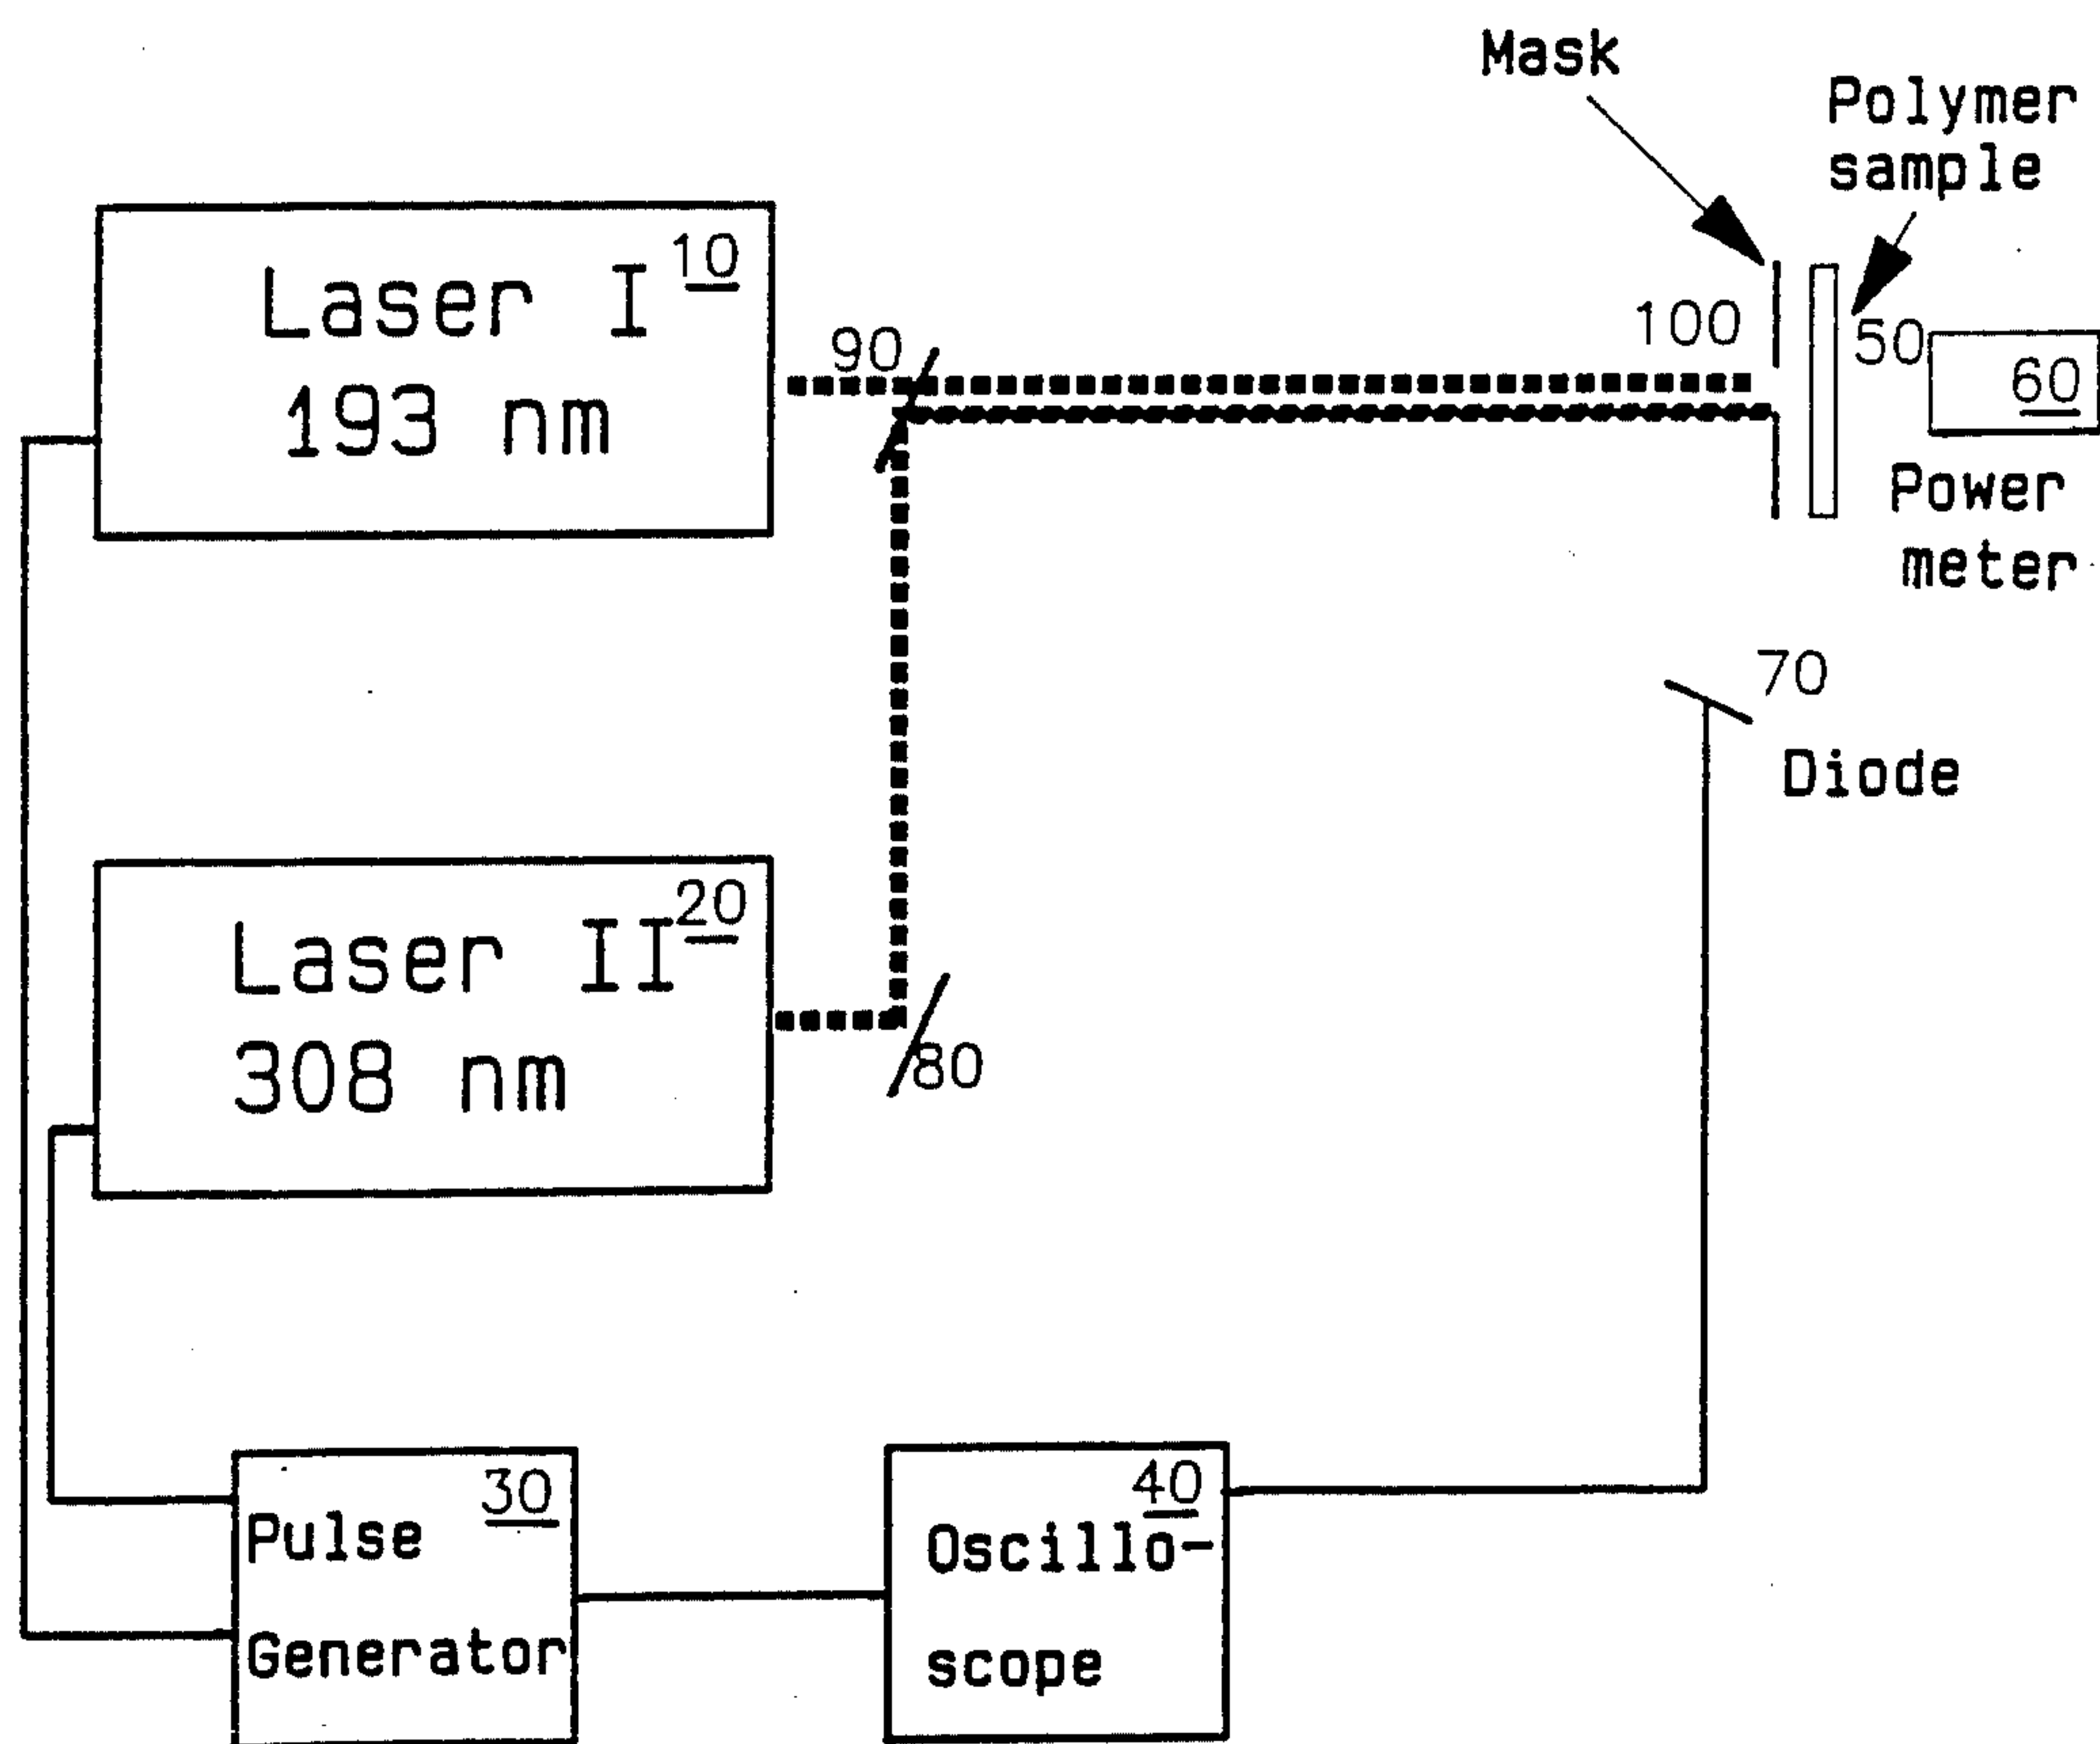 Mask
Polymer
sample
Laser I 10
193 nm
90
100
50
60
Power
meter
70
Diode
Laser II 20
308 nm
80
30
Pulse
Generator
40
Oscillo-
scope